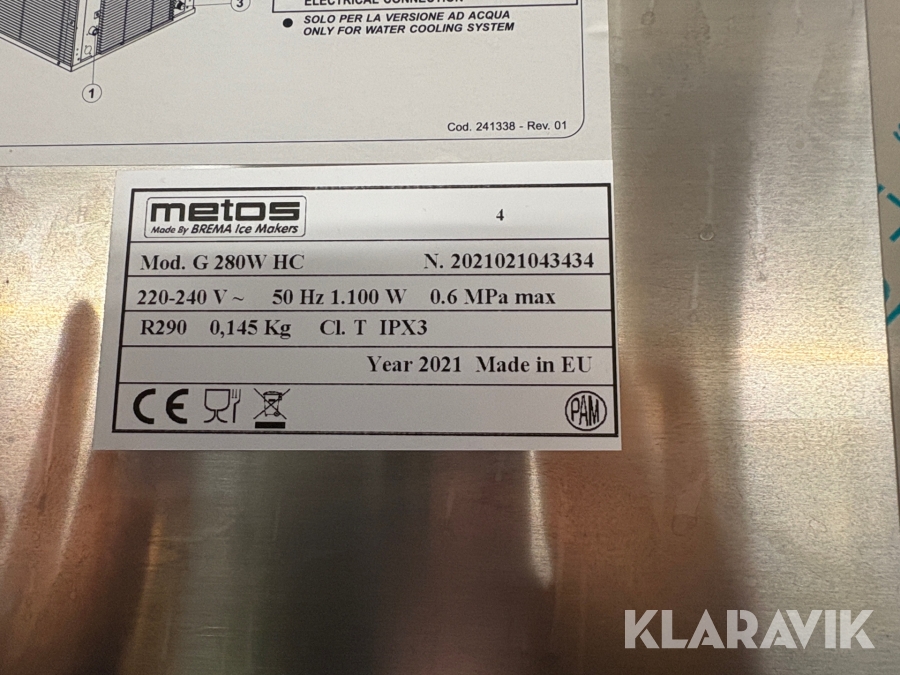 3
ELECTRICAL CONNECTION
SOLO PER LA VERSIONE AD ACQUA
ONLY FOR WATER COOLING SYSTEM
1
Cod. 241338 - Rev. 01
metos
Made By BREMA Ice Makers
4
Mod. G 280W HC N. 2021021043434
220-240 V ~ 50 Hz 1.100 W 0.6 MPa max
R290 0,145 Kg Cl. T IPX3
Year 2021 Made in EU
CE
PAM
KLARAVIK